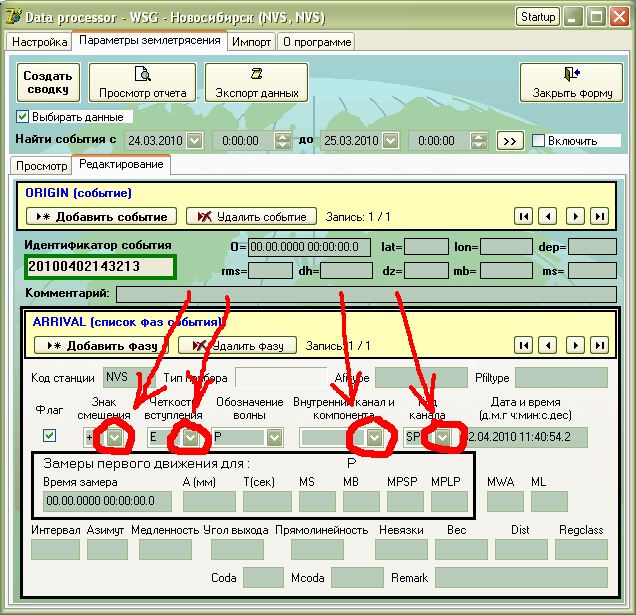 Data processor - WSG - Новосибирск (NVS, NVS) Startup
Настройка Параметры землетрясения Импорт О программе
Создать сводку Просмотр отчета Экспорт данных Закрыть форму
Выбирать данные
Найти события с 24.03.2010 0:00:00 до 25.03.2010 0:00:00 >> Включить
Просмотр Редактирование
ORIGIN (событие)
Добавить событие Удалить событие Запись: 1 / 1
Идентификатор события O= 00.00.0000 00:00:00.0 lat= lon= dep=
20100402143213 rms= dh= dz= mb= ms=
Комментарий:
ARRIVAL (список фаз события)
Добавить фазу Удалить фазу Запись: 1 / 1
Код станции NVS Тип прибора Afltype Pfiltype
Флаг Знак смещения Четкость вступления Обозначение волны Внутренний канал и компонента канала Дата и время (д.м.г ч:мин:с.дес)
+ E P SP 02.04.2010 11:40:54.2
Замеры первого движения для : P
Время замера A (мм) T(сек) MS MB MPSP MPLP MWA ML
00.00.0000 00:00:00.0
Интервал Азимут Медленность Угол выхода Прямолинейность Невязки Вес Dist Regclass
Coda Mcoda Remark